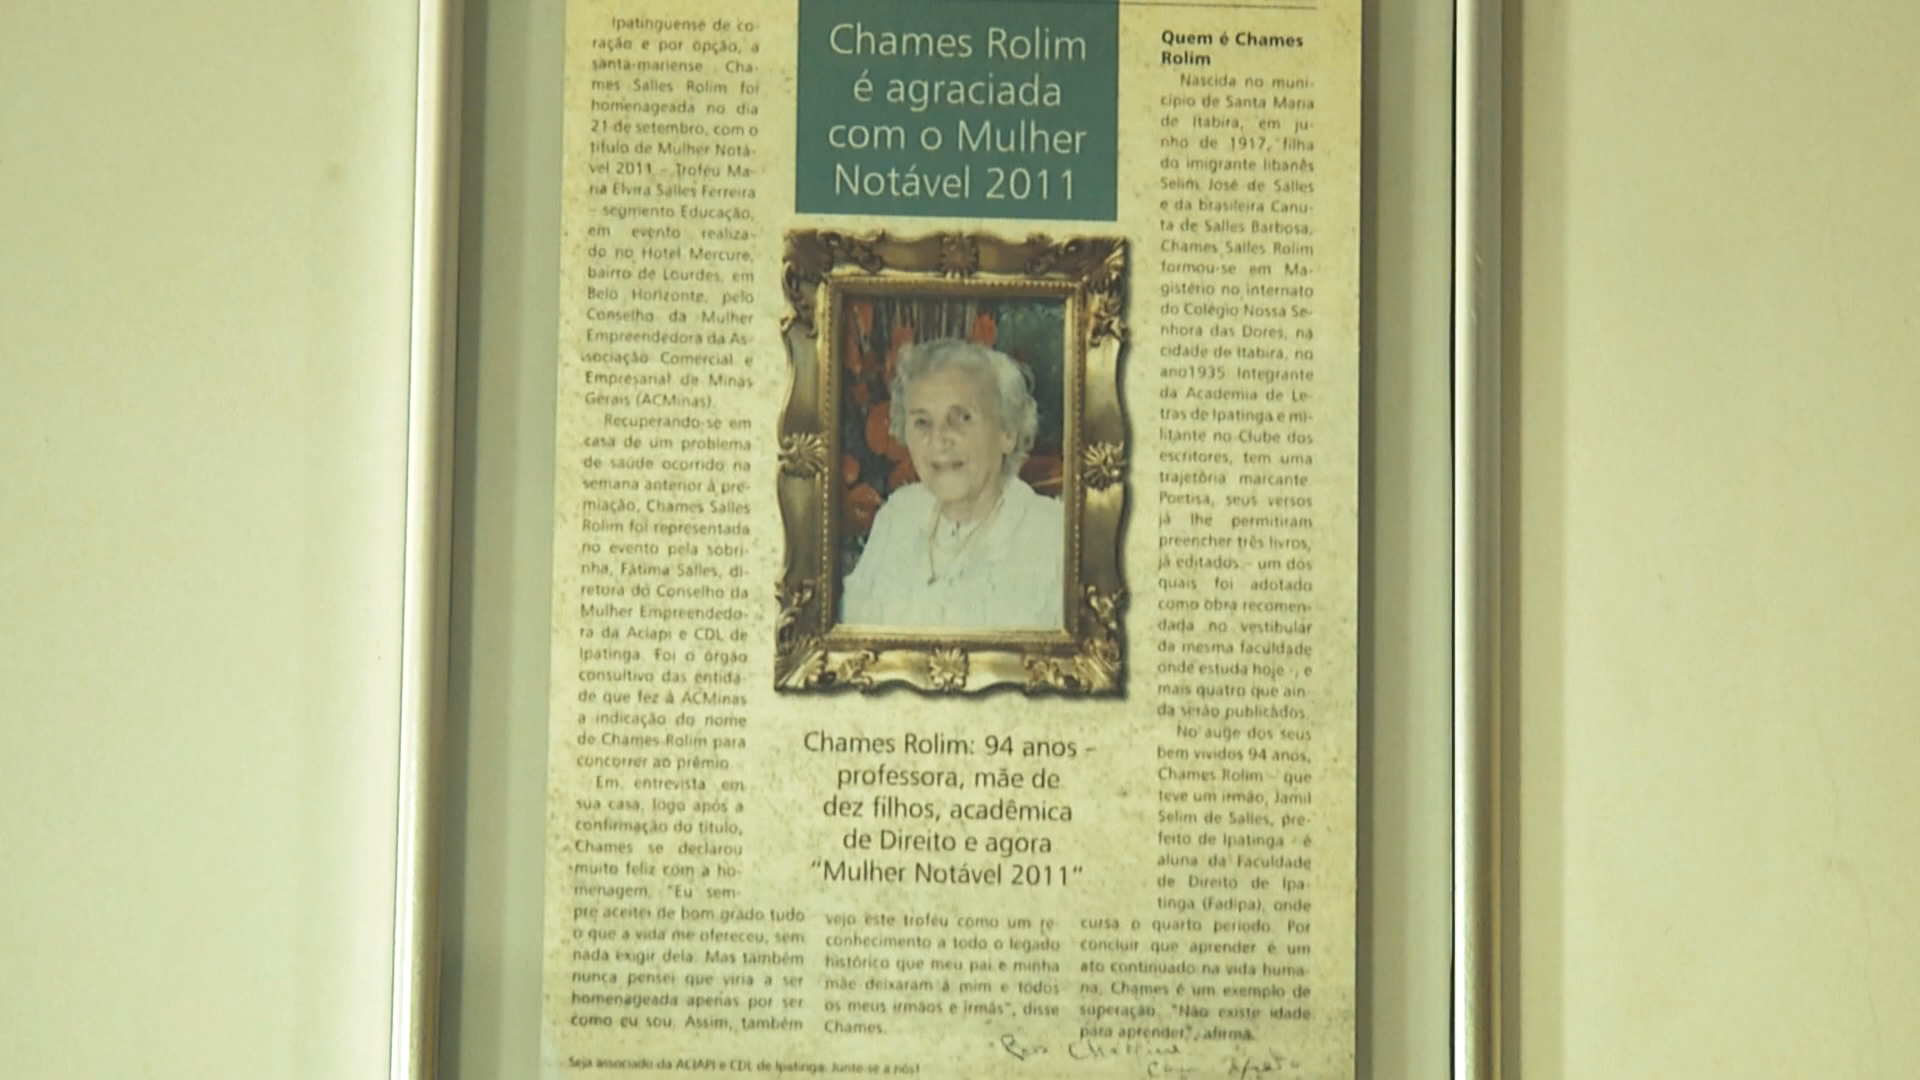 Chames Rolim
é agraciada
com o Mulher
Notável 2011
Ipatinguense de co-
ração e por opção, a
santa-mariense Cha-
mes Salles Rolim foi
homenageada no dia
21 de setembro, com o
título de Mulher Notá-
vel 2011 - Troféu Ma-
ria Elvira Salles Ferreira
- segmento Educação,
em evento realiza-
do no Hotel Mercure,
bairro de Lourdes, em
Belo Horizonte, pelo
Conselho da Mulher
Empreendedora da As-
sociação Comercial e
Empresarial de Minas
Gerais (ACMinas).
Recuperando-se em
casa de um problema
de saúde ocorrido na
semana anterior à pre-
miação, Chames Salles
Rolim foi representada
no evento pela sobri-
nha, Fátima Salles, di-
retora do Conselho da
Mulher Empreendedo-
ra da Aciapi e CDL de
Ipatinga. Foi o órgão
consultivo das entida-
de que fez à ACMinas
a indicação do nome
de Chames Rolim para
concorrer ao prêmio.
Em entrevista em
sua casa, logo após a
confirmação do título,
Chames se declarou
muito feliz com a ho-
menagem. "Eu sem-
pre aceitei de bom grado tudo
o que a vida me ofereceu, sem
nada exigir dela. Mas também
nunca pensei que viria a ser
homenageada apenas por ser
como eu sou. Assim, também
Chames Rolim: 94 anos -
professora, mãe de
dez filhos, acadêmica
de Direito e agora
"Mulher Notável 2011"
vejo este troféu como um re-
conhecimento a todo o legado
histórico que meu pai e minha
mãe deixaram à mim e todos
os meus irmãos e irmãs", disse
Chames.
Quem é Chames
Rolim
Nascida no muni-
cípio de Santa Maria
de Itabira, em ju-
nho de 1917, filha
do imigrante libanês
Selim José de Salles
e da brasileira Canu-
ta de Salles Barbosa,
Chames Salles Rolim
formou-se em Ma-
gistério no internato
do Colégio Nossa Se-
nhora das Dores, na
cidade de Itabira, no
ano1935. Integrante
da Academia de Le-
tras de Ipatinga e mi-
litante no Clube dos
escritores, tem uma
trajetória marcante.
Poetisa, seus versos
já lhe permitiram
preencher três livros,
já editados - um dos
quais foi adotado
como obra recomen-
dada no vestibular
da mesma faculdade
onde estuda hoje -, e
mais quatro que ain-
da serão publicados.
No auge dos seus
bem vividos 94 anos,
Chames Rolim - que
teve um irmão, Jamil
Selim de Salles, pre-
feito de Ipatinga - é
aluna da Faculdade
de Direito de Ipa-
tinga (Fadipa), onde
cursa o quarto período. Por
concluir que aprender é um
ato continuado na vida huma-
na, Chames é um exemplo de
superação. "Não existe idade
para aprender", afirma.
Seja associado da ACIAPI e CDL de Ipatinga. Junte-se a nós!